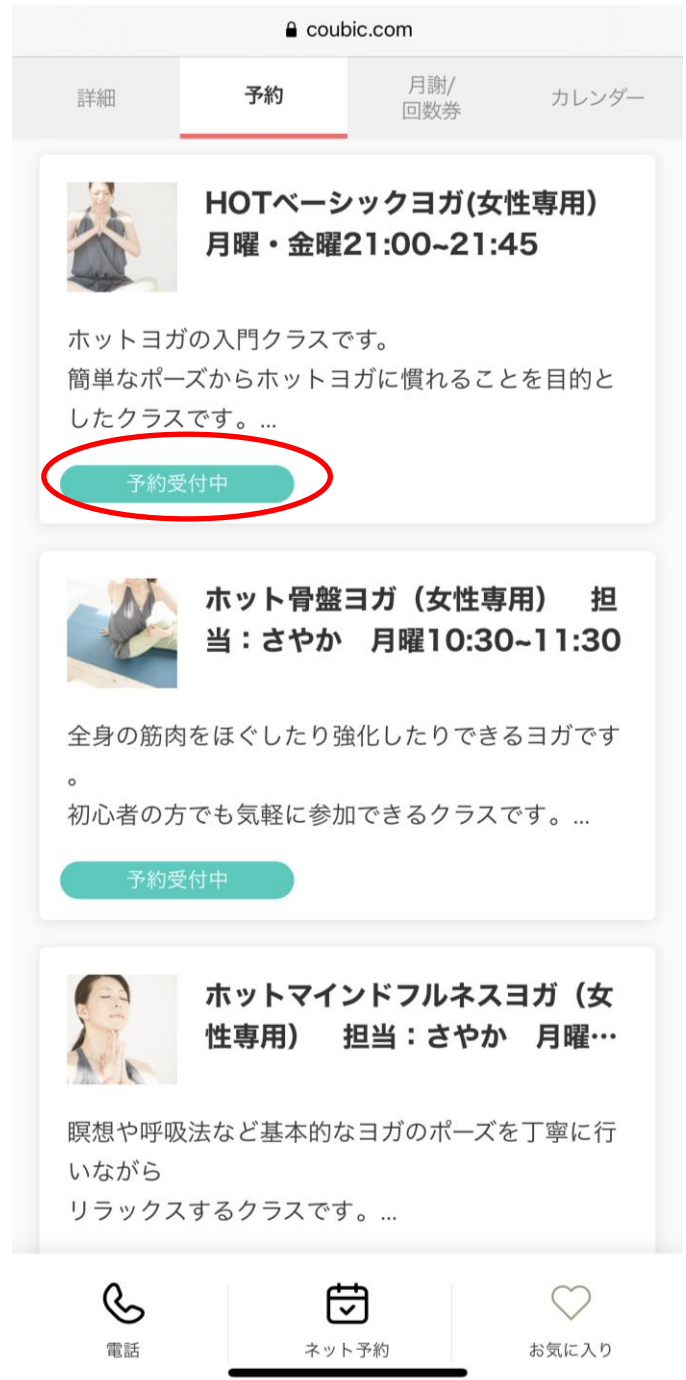 coubic.com
詳細
予約
月謝/
回数券
カレンダー
HOTベーシックヨガ(女性専用)
月曜・金曜21:00~21:45
ホットヨガの入門クラスです。
簡単なポーズからホットヨガに慣れることを目的と
したクラスです。...
予約受付中
ホット骨盤ヨガ（女性専用）　担
当：さやか　月曜10:30~11:30
全身の筋肉をほぐしたり強化したりできるヨガです
。
初心者の方でも気軽に参加できるクラスです。...
予約受付中
ホットマインドフルネスヨガ（女
性専用）　担当：さやか　月曜…
瞑想や呼吸法など基本的なヨガのポーズを丁寧に行
いながら
リラックスするクラスです。...
電話
ネット予約
お気に入り